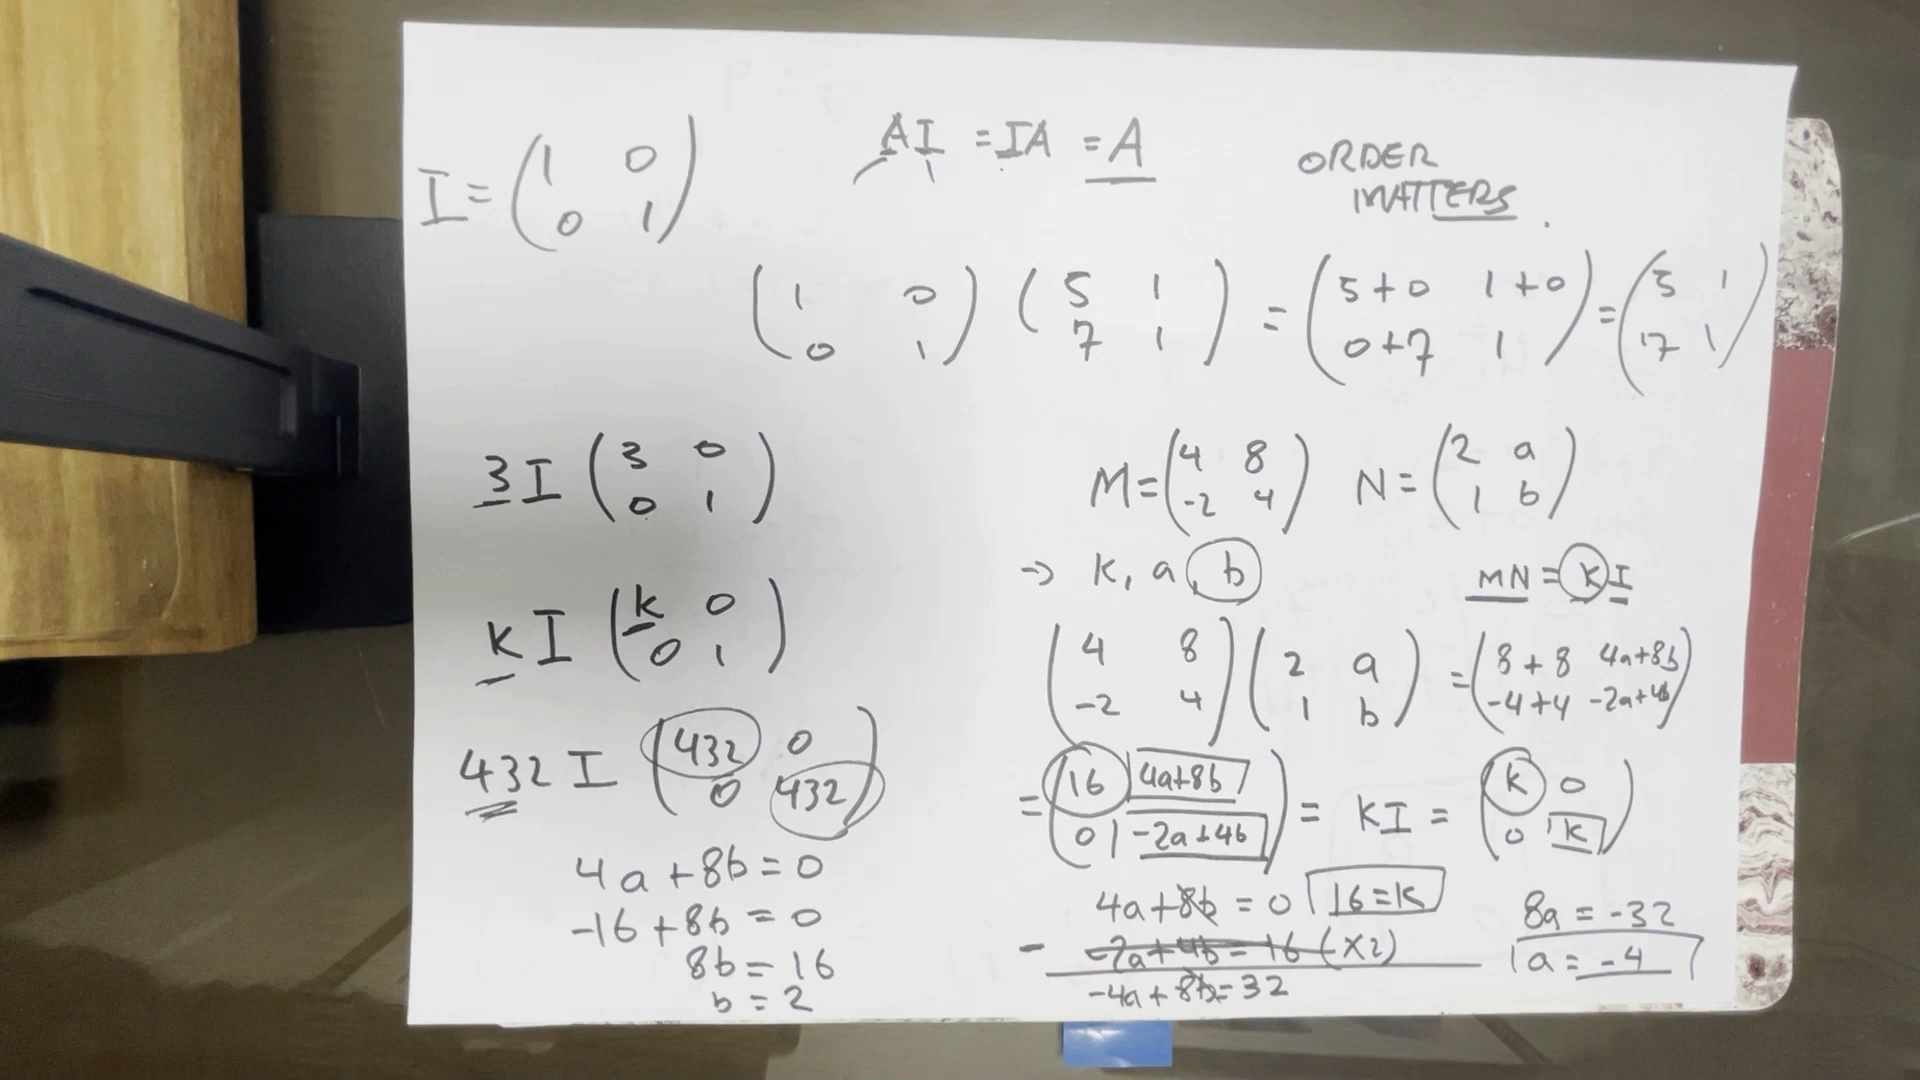 I = (1 0
0 1)
AI = IA = A
ORDER
MATTERS.
(1 0
0 1) (5 1
7 1) = (5+0 1+0
0+7 1) = (5 1
17 1)
3I (3 0
0 1)
kI (k 0
0 1)
432 I (432 0
0 432)
4a+8b=0
-16+8b=0
8b=16
b=2
M=(4 8
-2 4) N=(2 a
1 b)
→ k, a, b
MN=kI
(4 8
-2 4) (2 a
1 b) = (8+8 4a+8b
-4+4 -2a+4b)
= (16 4a+8b
0 -2a+4b) = KI = (k 0
0 k)
4a+8b=0 16=k
- -2a+4b=16 (x2)
-4a+8b=32
8a=-32
a=-4